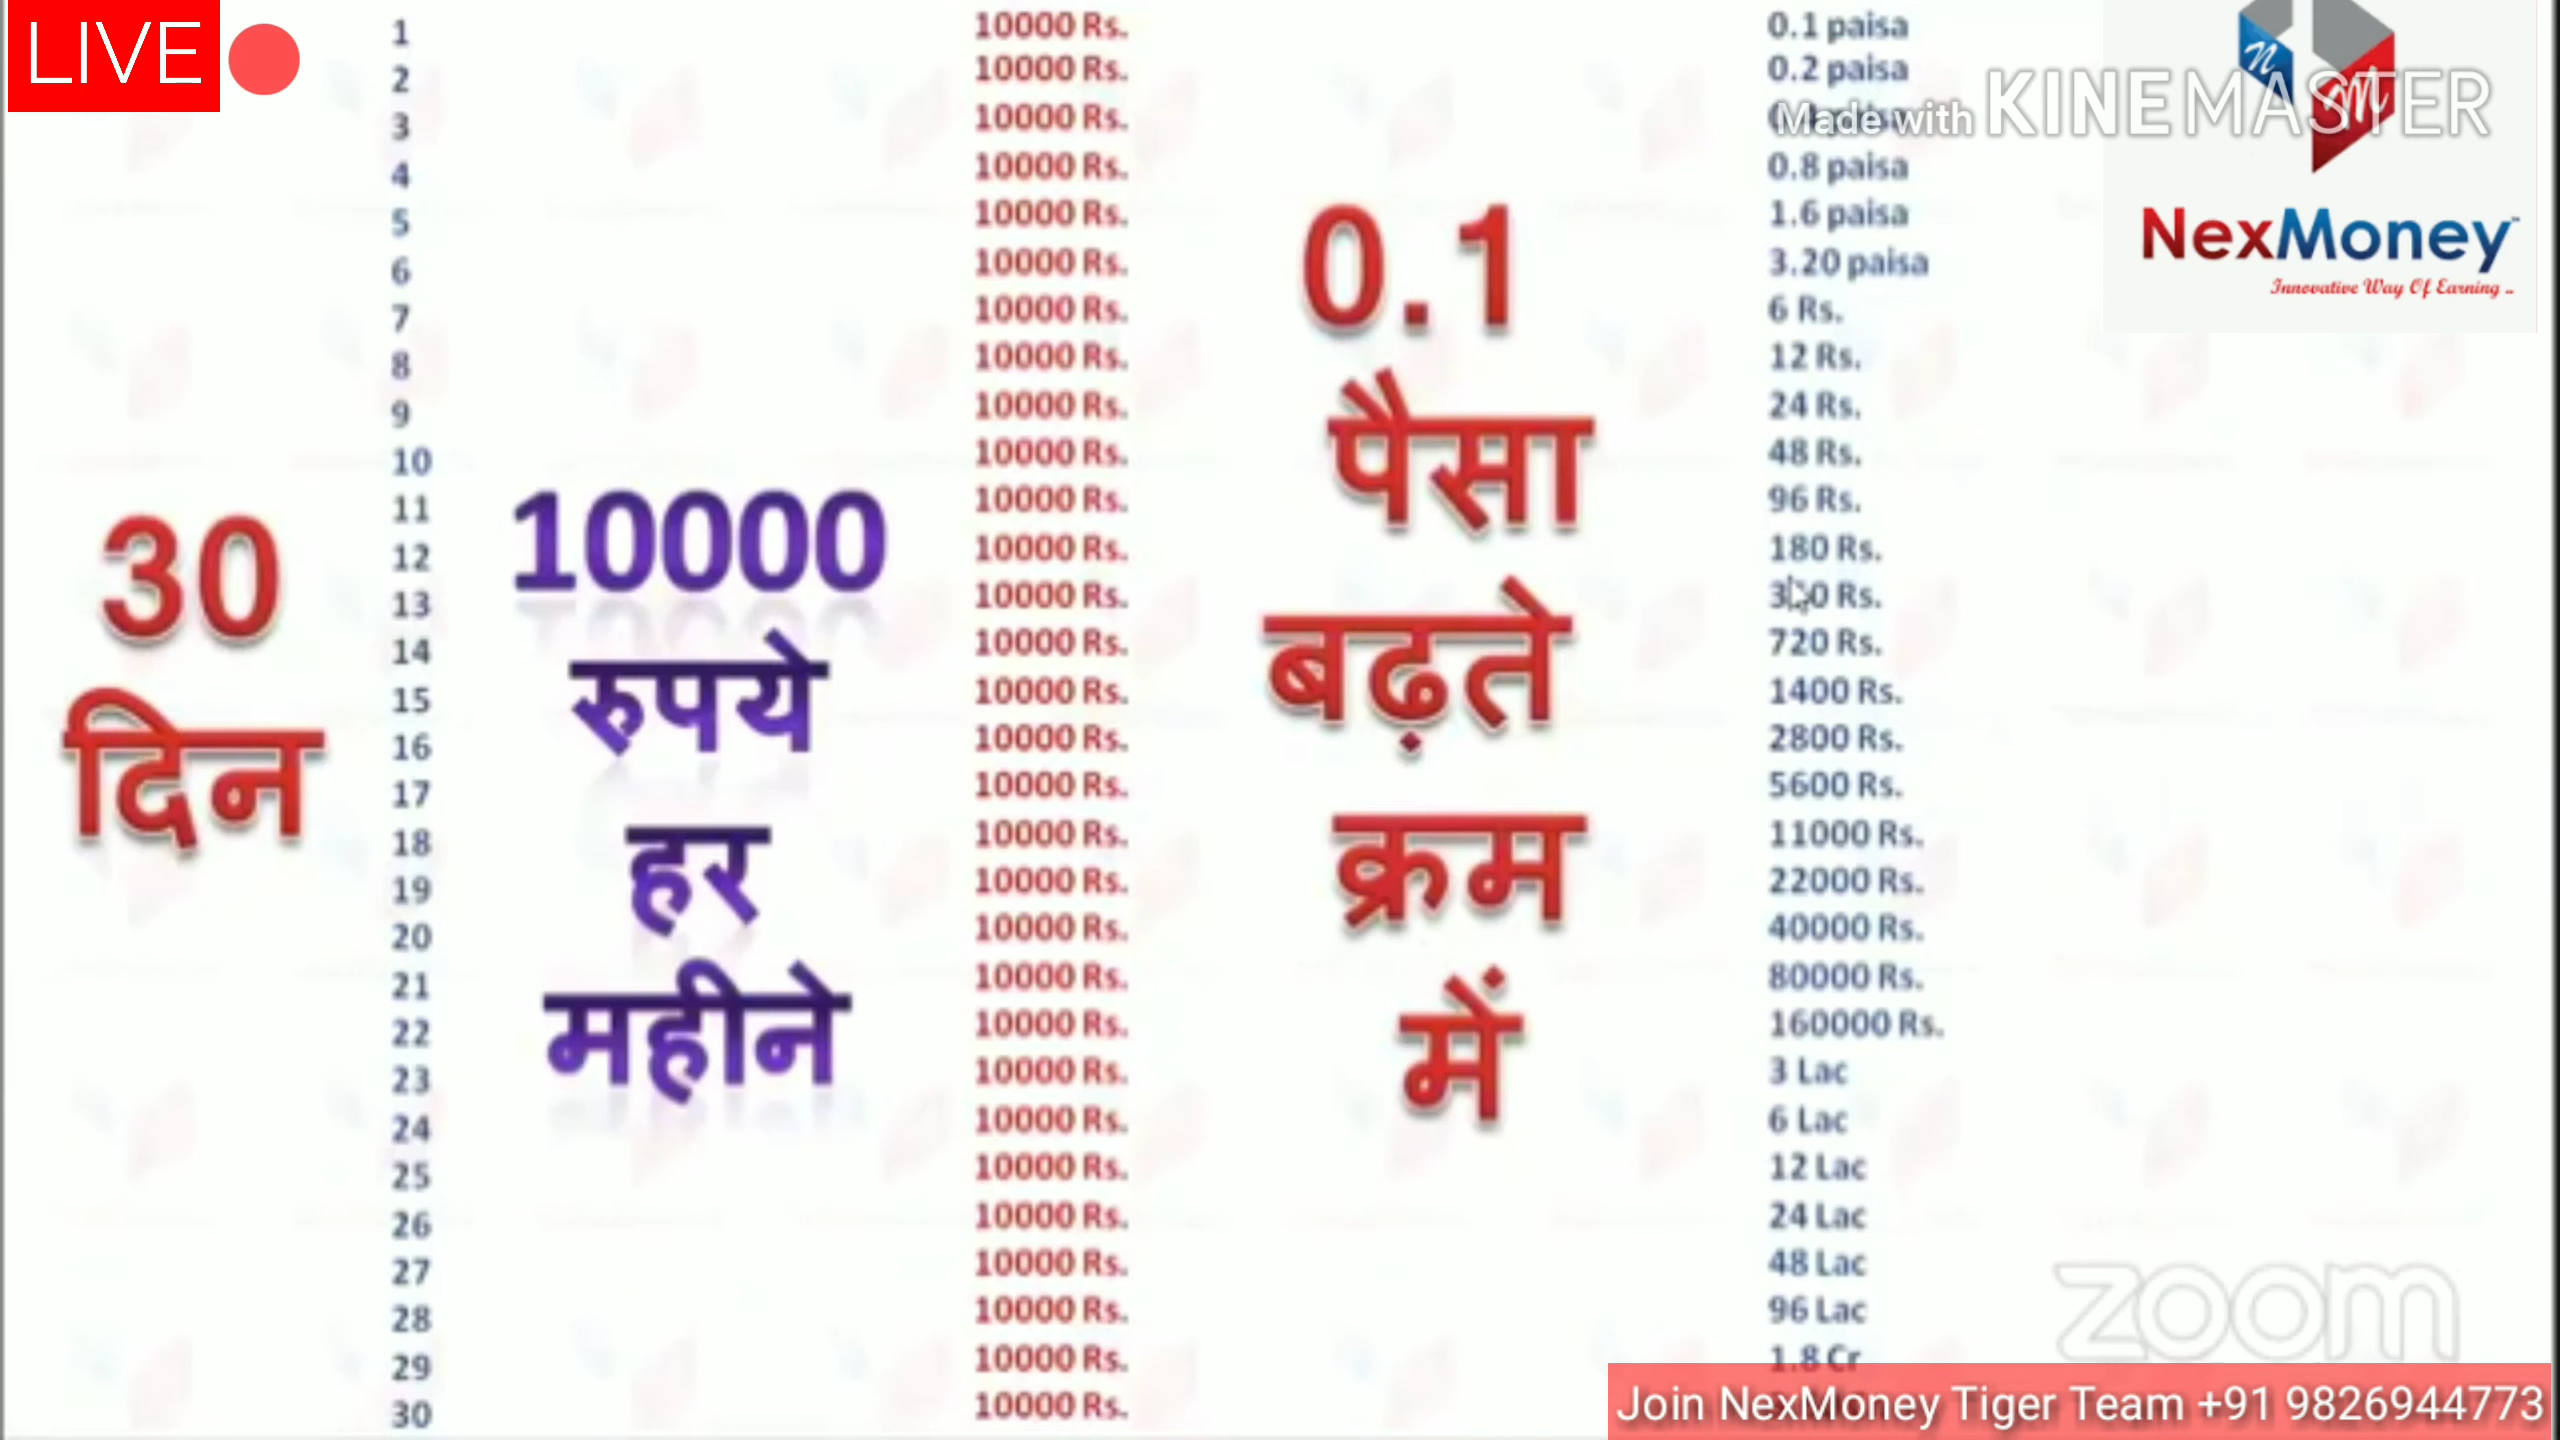 LIVE
1 10000 Rs. 0.1 paisa
2 10000 Rs. 0.2 paisa
3 10000 Rs.
Made with KINEMASTER
4 10000 Rs. 0.8 paisa
5 10000 Rs. 1.6 paisa
NexMoney
6 10000 Rs. 3.20 paisa
Innovative Way Of Earning ..
7 10000 Rs. 6 Rs.
8 10000 Rs. 12 Rs.
9 10000 Rs. 24 Rs.
10 10000 Rs. 48 Rs.
11 10000 Rs. 96 Rs.
12 10000 Rs. 180 Rs.
13 10000 Rs. Rs.
14 10000 Rs. 720 Rs.
15 10000 Rs. 1400 Rs.
16 10000 Rs. 2800 Rs.
17 10000 Rs. 5600 Rs.
18 10000 Rs. 11000 Rs.
19 10000 Rs. 22000 Rs.
20 10000 Rs. 40000 Rs.
21 10000 Rs. 80000 Rs.
22 10000 Rs. 160000 Rs.
23 10000 Rs. 3 Lac
24 10000 Rs. 6 Lac
25 10000 Rs. 12 Lac
26 10000 Rs. 24 Lac
27 10000 Rs. 48 Lac
28 10000 Rs. 96 Lac
29 10000 Rs. 1.8 Cr
30 10000 Rs.
30
दिन
10000
रुपये
हर
महीने
0.1
पैसा
बढ़ते
क्रम
में
zoom
Join NexMoney Tiger Team +91 9826944773